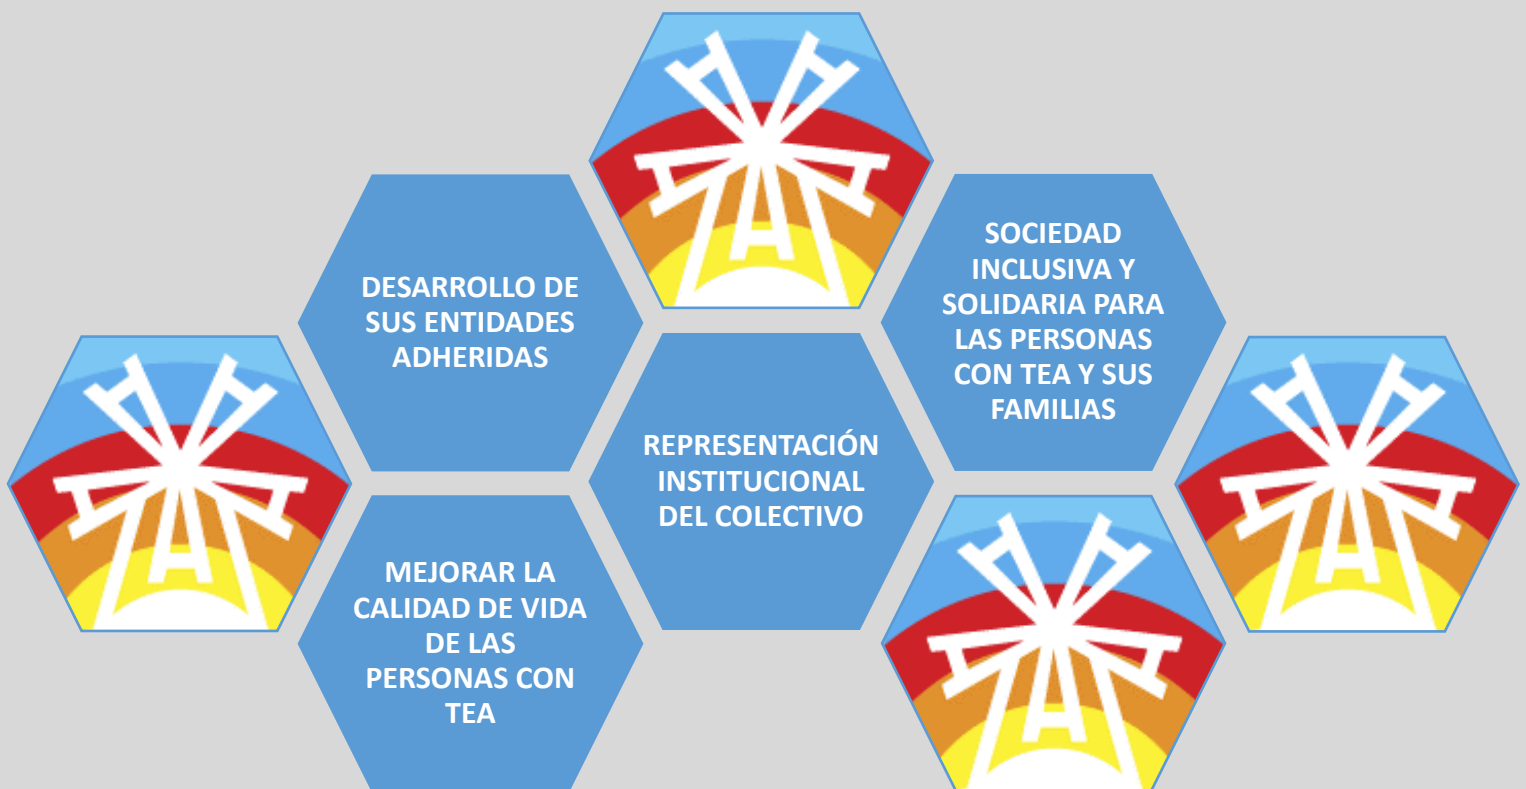 DESARROLLO DE
SUS ENTIDADES
ADHERIDAS
SOCIEDAD
INCLUSIVA Y
SOLIDARIA PARA
LAS PERSONAS
CON TEA Y SUS
FAMILIAS
REPRESENTACIÓN
INSTITUCIONAL
DEL COLECTIVO
MEJORAR LA
CALIDAD DE VIDA
DE LAS
PERSONAS CON
TEA